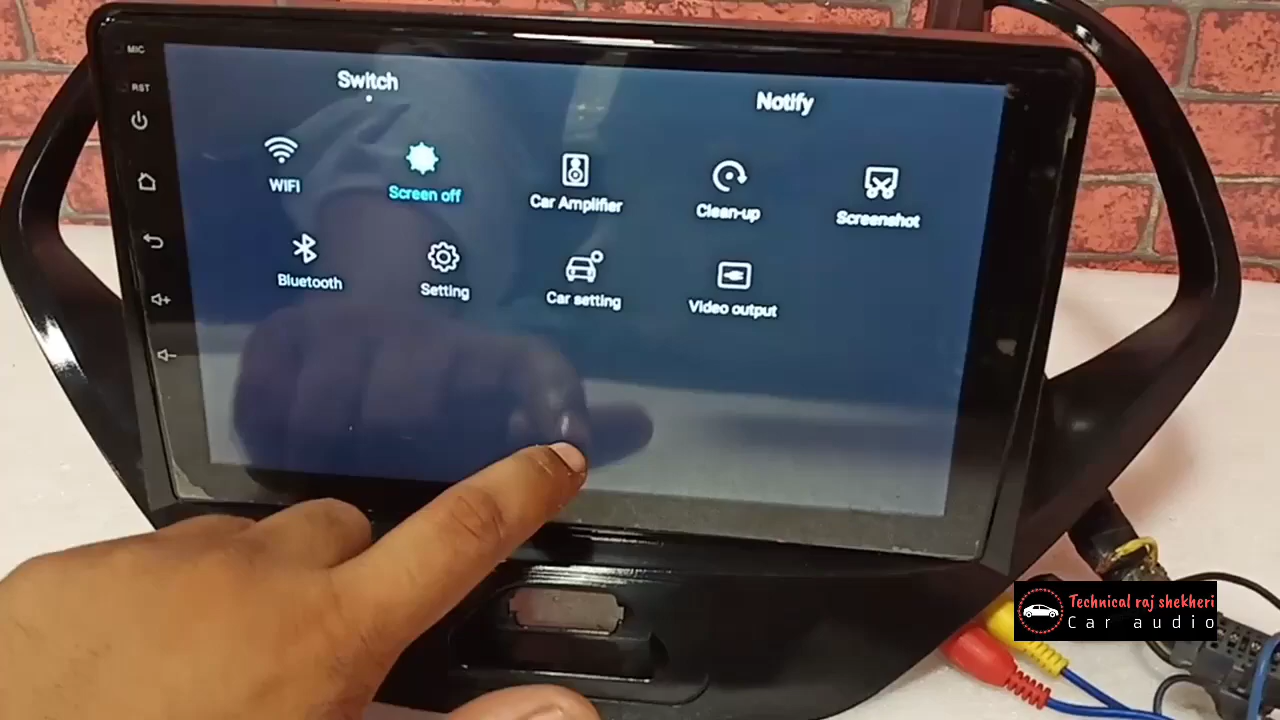 MIC
RST
Switch
Notify
WIFI
Screen off
Car Amplifier
Clean-up
Screenshot
Bluetooth
Setting
Car setting
Video output
Technical raj shekheri
Car audio